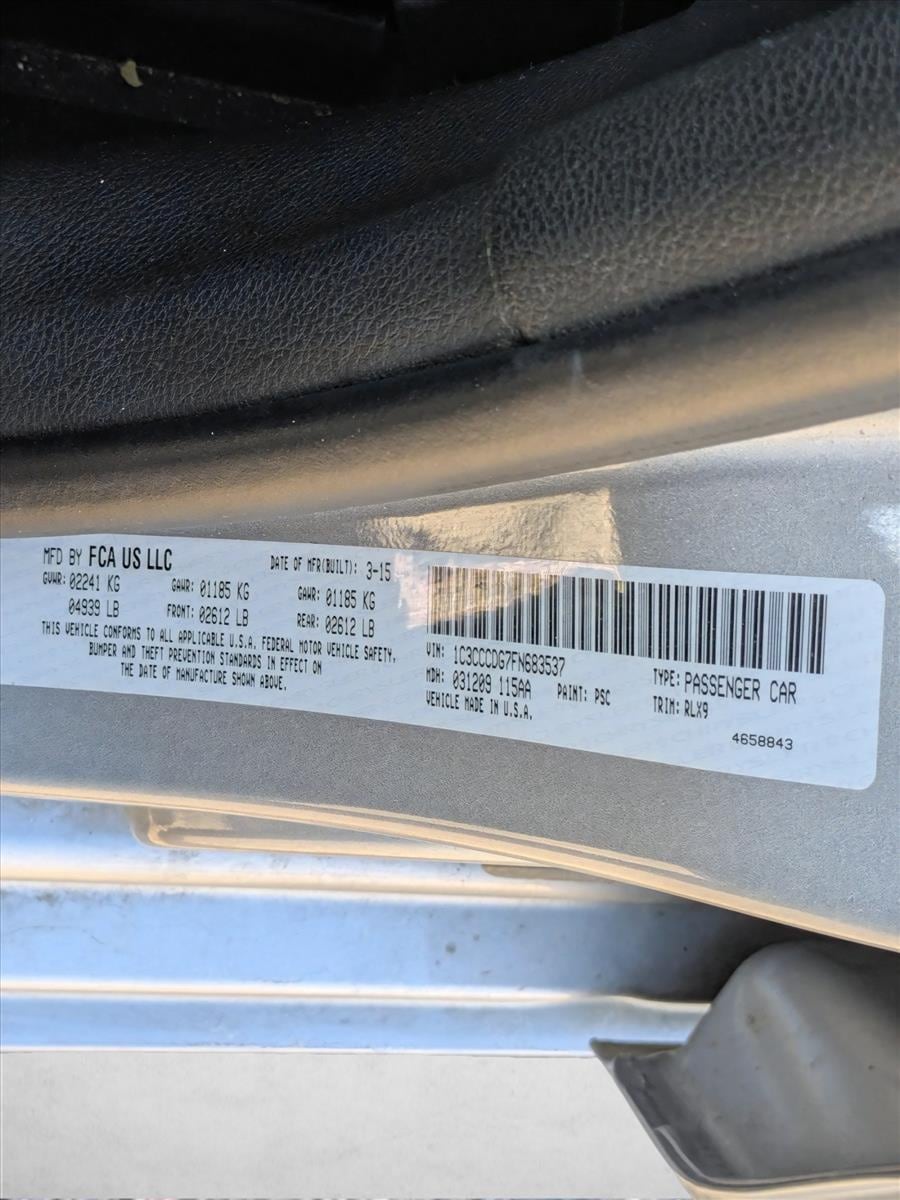 MFD BY FCA US LLC
DATE OF MFR(BUILT): 3-15
GVWR: 02241 KG GAWR: 01185 KG GAWR: 01185 KG
04939 LB FRONT: 02612 LB REAR: 02612 LB
THIS VEHICLE CONFORMS TO ALL APPLICABLE U.S.A. FEDERAL MOTOR VEHICLE SAFETY,
BUMPER AND THEFT PREVENTION STANDARDS IN EFFECT ON
THE DATE OF MANUFACTURE SHOWN ABOVE.
VIN: 1C3CCCDG7FN683537 TYPE: PASSENGER CAR
MDH: 031209 115AA PAINT: PSC TRIM: RLX9
VEHICLE MADE IN U.S.A.
4658843